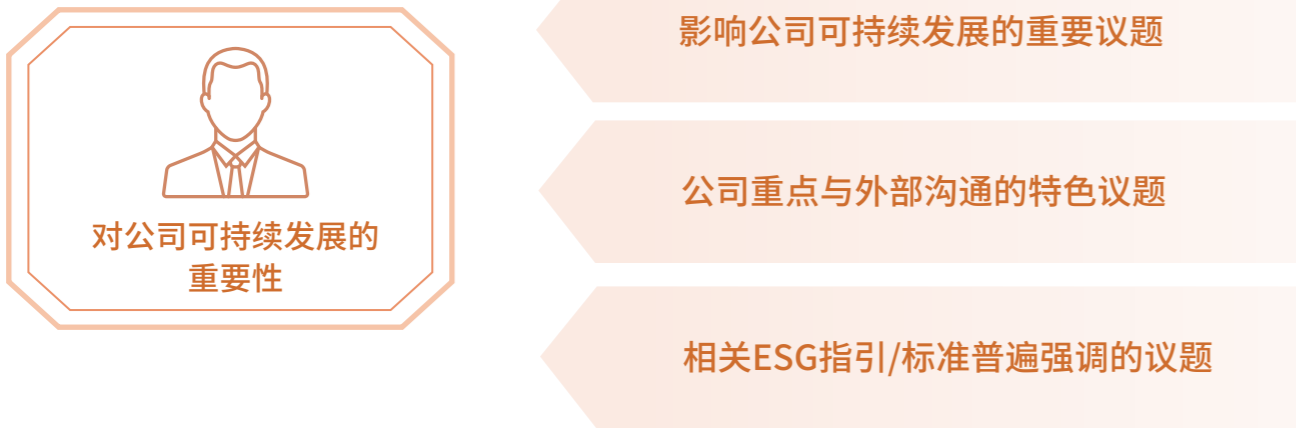 对公司可持续发展的
重要性
影响公司可持续发展的重要议题
公司重点与外部沟通的特色议题
相关ESG指引/标准普遍强调的议题